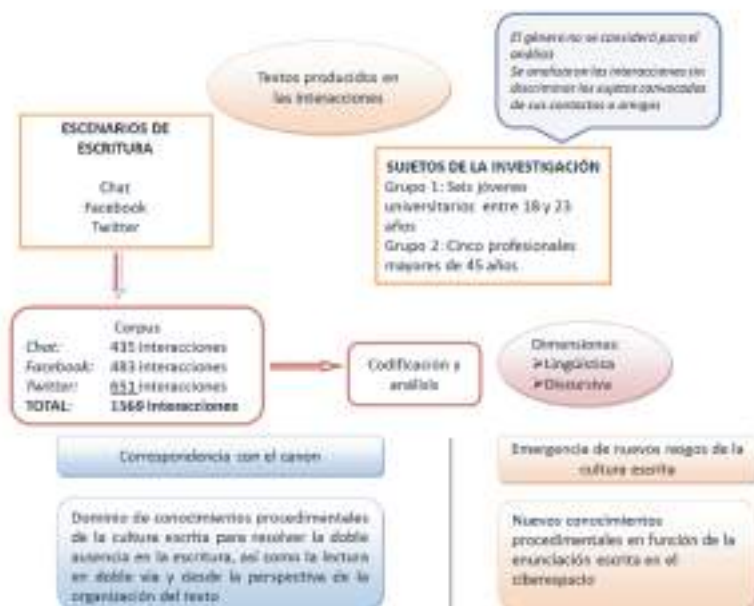 El género no se consideró para el
análisis
Se analizaron las interacciones sin
discriminar los sujetos convocados
de sus contactos o amigos
Textos producidos en
las Interacciones
ESCENARIOS DE
ESCRITURA
Chat
Facebook
Twitter
SUJETOS DE LA INVESTIGACIÓN
Grupo 1: Seis jóvenes
universitarios entre 18 y 23
años
Grupo 2: Cinco profesionales
mayores de 45 años
Corpus
Chat: 435 interacciones
Facebook: 483 interacciones
Twitter: 651 interacciones
TOTAL: 1569 interacciones
Codificación y
análisis
Dimensiones
➢Lingüística
➢Discursiva
Correspondencia con el canon
Emergencia de nuevos rasgos de la
cultura escrita
Dominio de conocimientos procedimentales
de la cultura escrita para resolver la doble
ausencia en la escritura, así como la lectura
en doble vía y desde la perspectiva de la
organización del texto
Nuevos conocimientos
procedimentales en función de la
enunciación escrita en el
ciberespacio